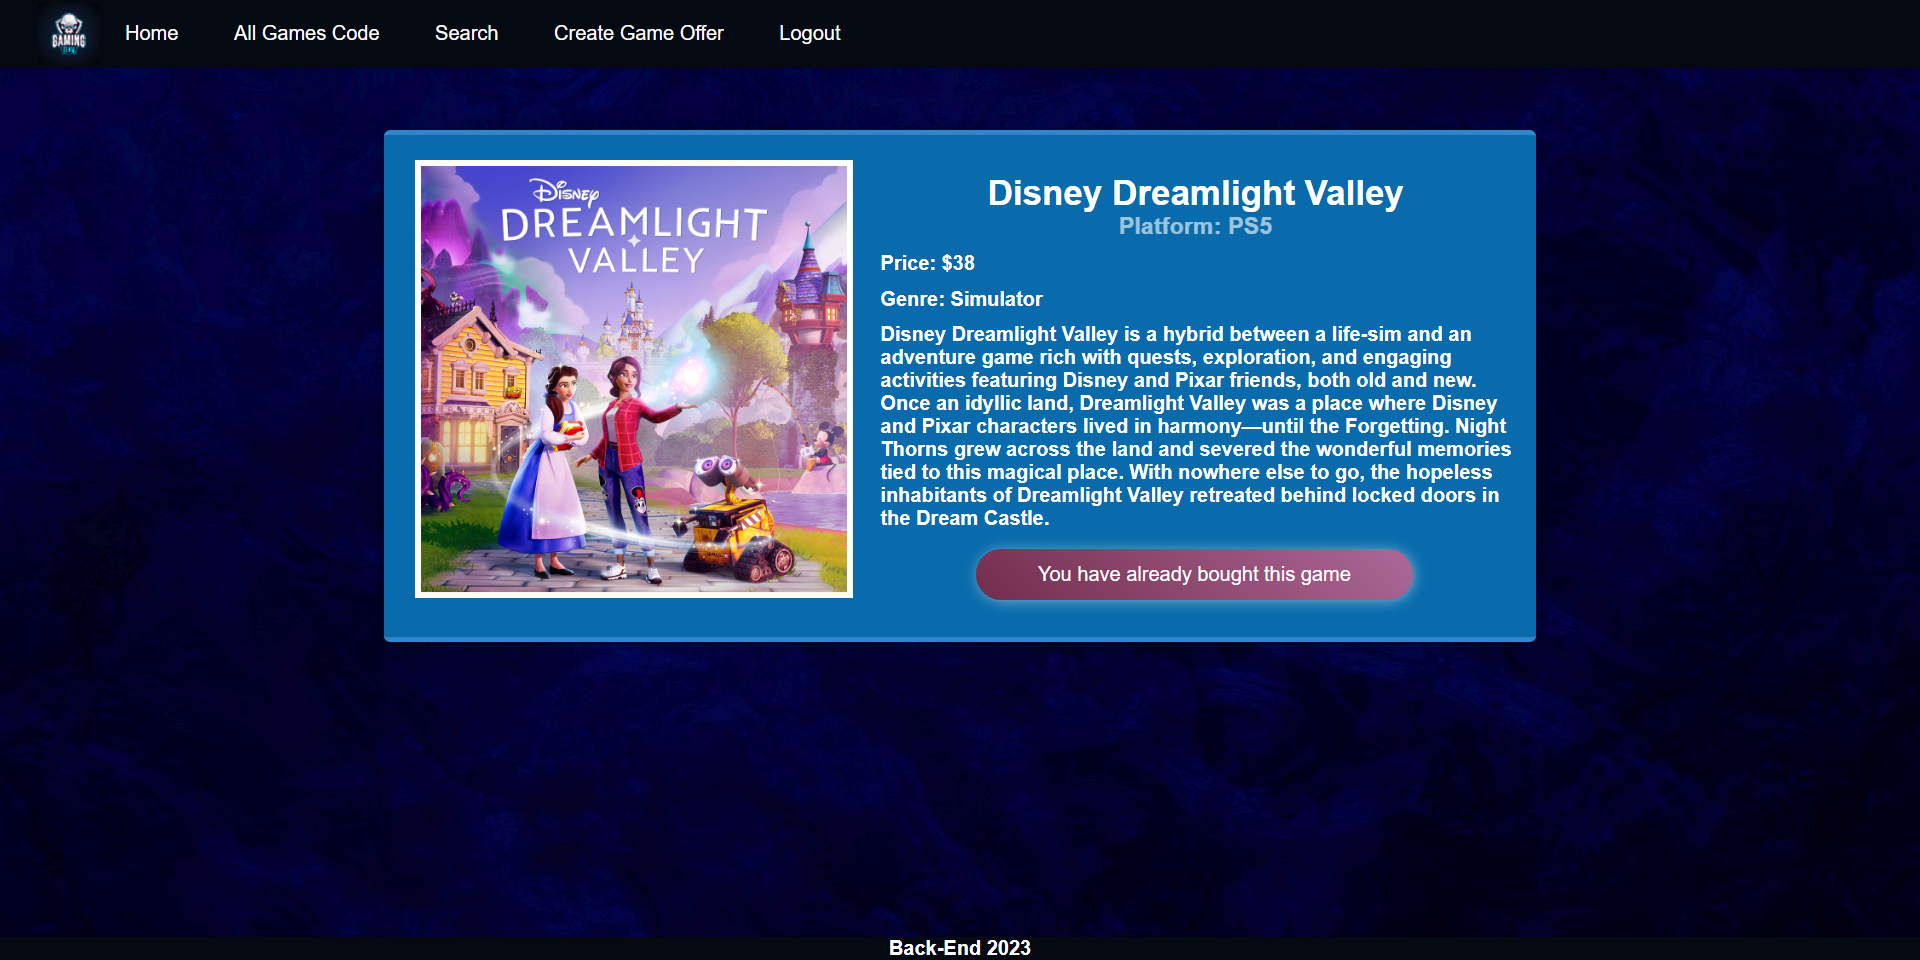 GAMING
Home
All Games Code
Search
Create Game Offer
Logout
Disney
DREAMLIGHT
VALLEY
Disney Dreamlight Valley
Platform: PS5
Price: $38
Genre: Simulator
Disney Dreamlight Valley is a hybrid between a life-sim and an
adventure game rich with quests, exploration, and engaging
activities featuring Disney and Pixar friends, both old and new.
Once an idyllic land, Dreamlight Valley was a place where Disney
and Pixar characters lived in harmony—until the Forgetting. Night
Thorns grew across the land and severed the wonderful memories
tied to this magical place. With nowhere else to go, the hopeless
inhabitants of Dreamlight Valley retreated behind locked doors in
the Dream Castle.
You have already bought this game
Back-End 2023